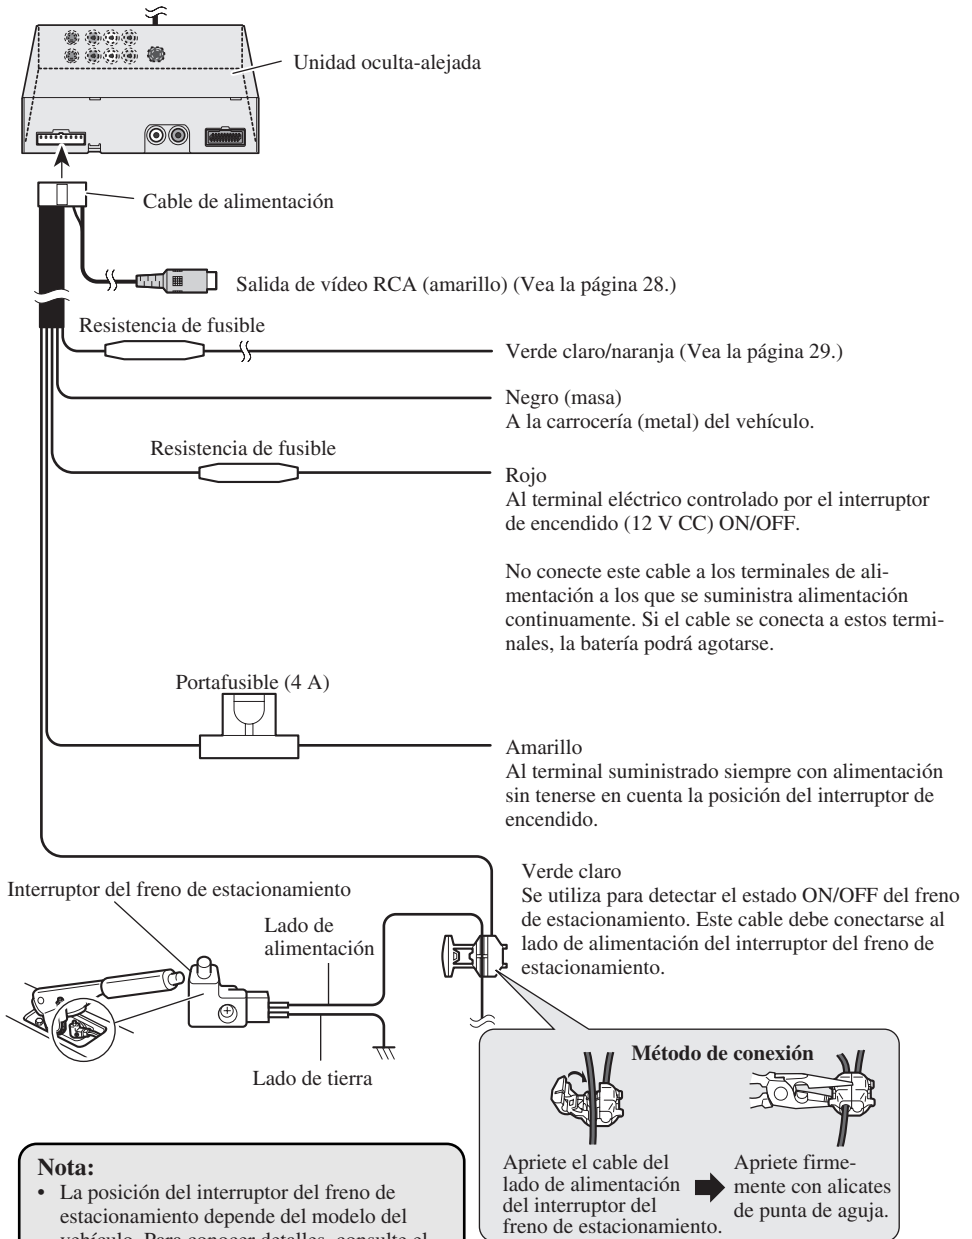 Unidad oculta-alejada
Cable de alimentación
Salida de vídeo RCA (amarillo) (Vea la página 28.)
Resistencia de fusible
Verde claro/naranja (Vea la página 29.)
Negro (masa)
A la carrocería (metal) del vehículo.
Resistencia de fusible
Rojo
Al terminal eléctrico controlado por el interruptor
de encendido (12 V CC) ON/OFF.
No conecte este cable a los terminales de ali-
mentación a los que se suministra alimentación
continuamente. Si el cable se conecta a estos termi-
nales, la batería podrá agotarse.
Portafusible (4 A)
Amarillo
Al terminal suministrado siempre con alimentación
sin tenerse en cuenta la posición del interruptor de
encendido.
Verde claro
Se utiliza para detectar el estado ON/OFF del freno
de estacionamiento. Este cable debe conectarse al
lado de alimentación del interruptor del freno de
estacionamiento.
Interruptor del freno de estacionamiento
Lado de
alimentación
Lado de tierra
Método de conexión
Apriete el cable del
lado de alimentación
del interruptor del
freno de estacionamiento.
Apriete firme-
mente con alicates
de punta de aguja.
Nota:
• La posición del interruptor del freno de
estacionamiento depende del modelo del
vehículo. Para conocer detalles, consulte el